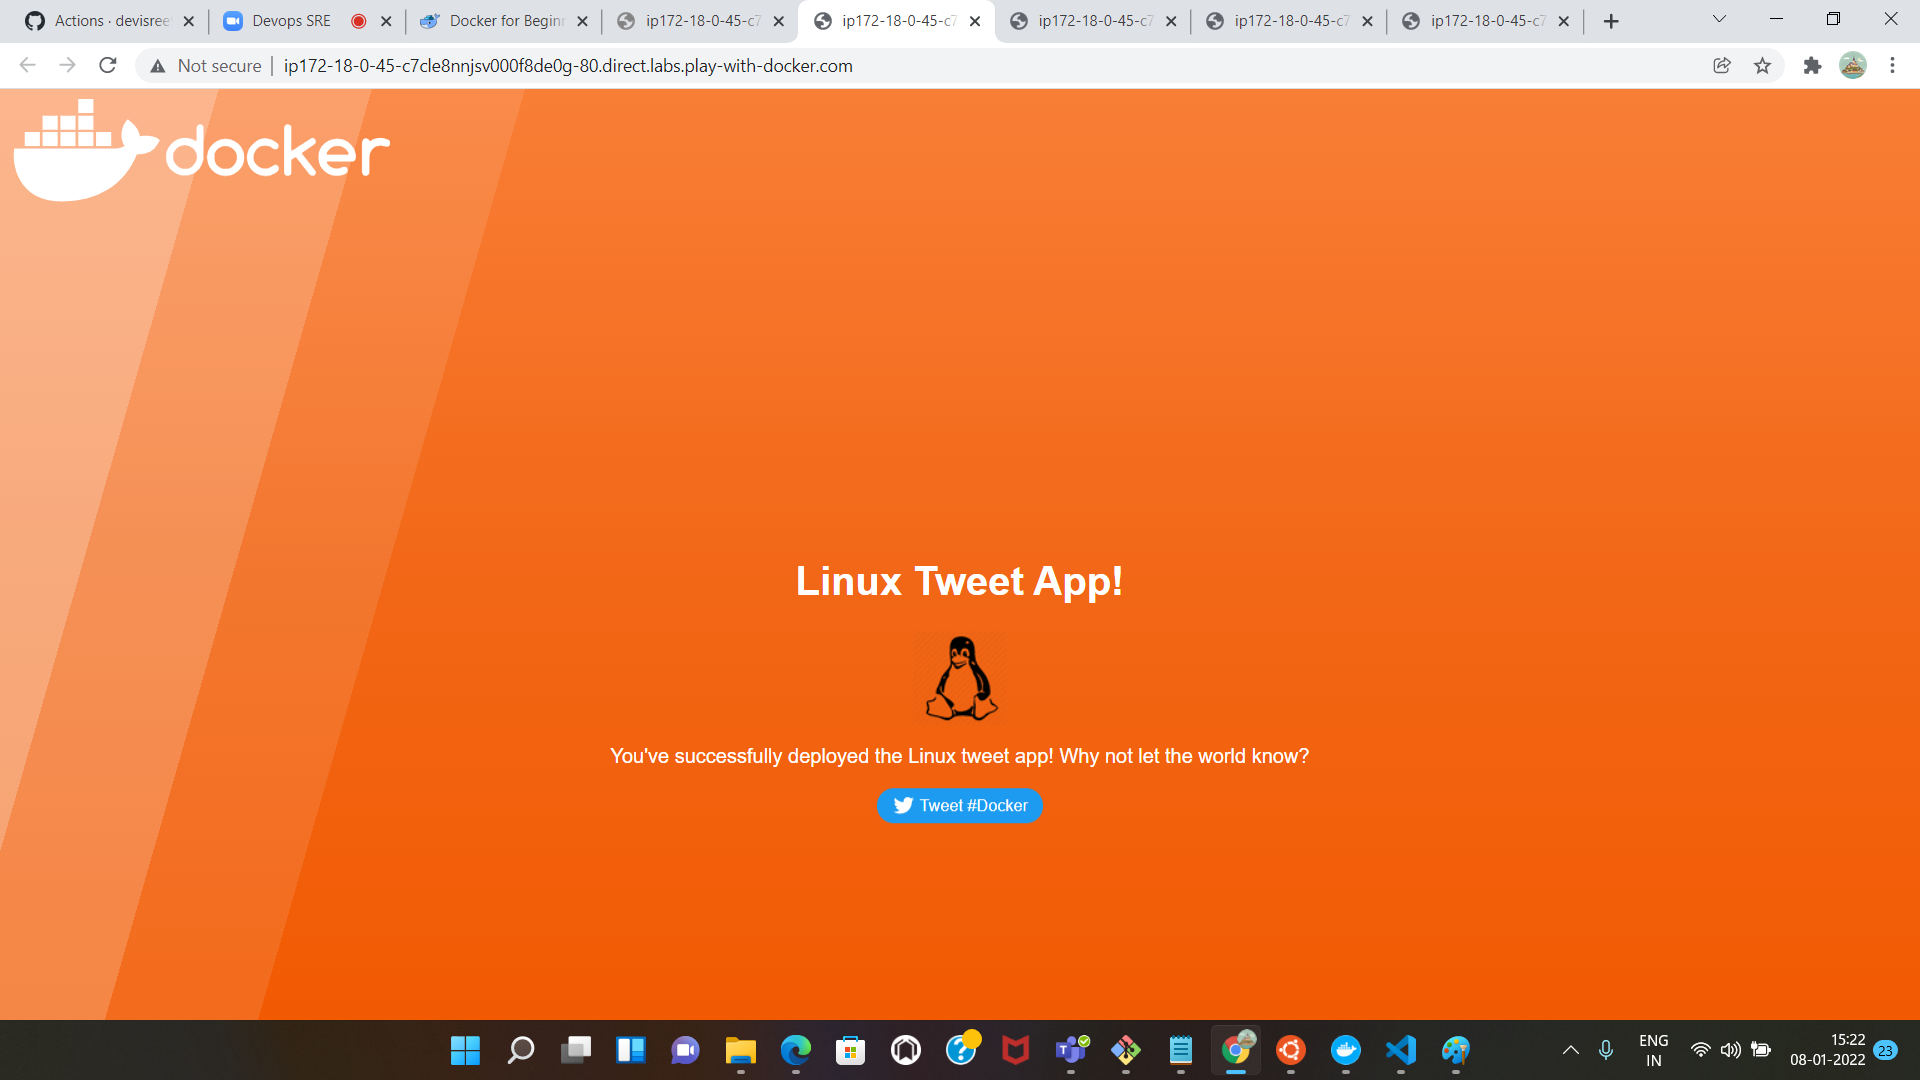 Actions · devisree
Devops SRE
Docker for Beginn
ip172-18-0-45-c7
ip172-18-0-45-c7
ip172-18-0-45-c7
ip172-18-0-45-c7
ip172-18-0-45-c7
Not secure
ip172-18-0-45-c7cle8nnjsv000f8de0g-80.direct.labs.play-with-docker.com
docker
Linux Tweet App!
You've successfully deployed the Linux tweet app! Why not let the world know?
Tweet #Docker
ENG
IN
15:22
08-01-2022
23